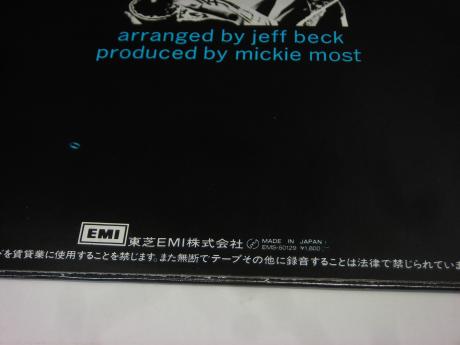 arranged by jeff beck
produced by mickie most
EMI 東芝EMI株式会社 MADE IN JAPAN
EMS-50129 ¥1,800
を賃貸業に使用することを禁じます。また無断でテープその他に録音することは法律で禁じられていま